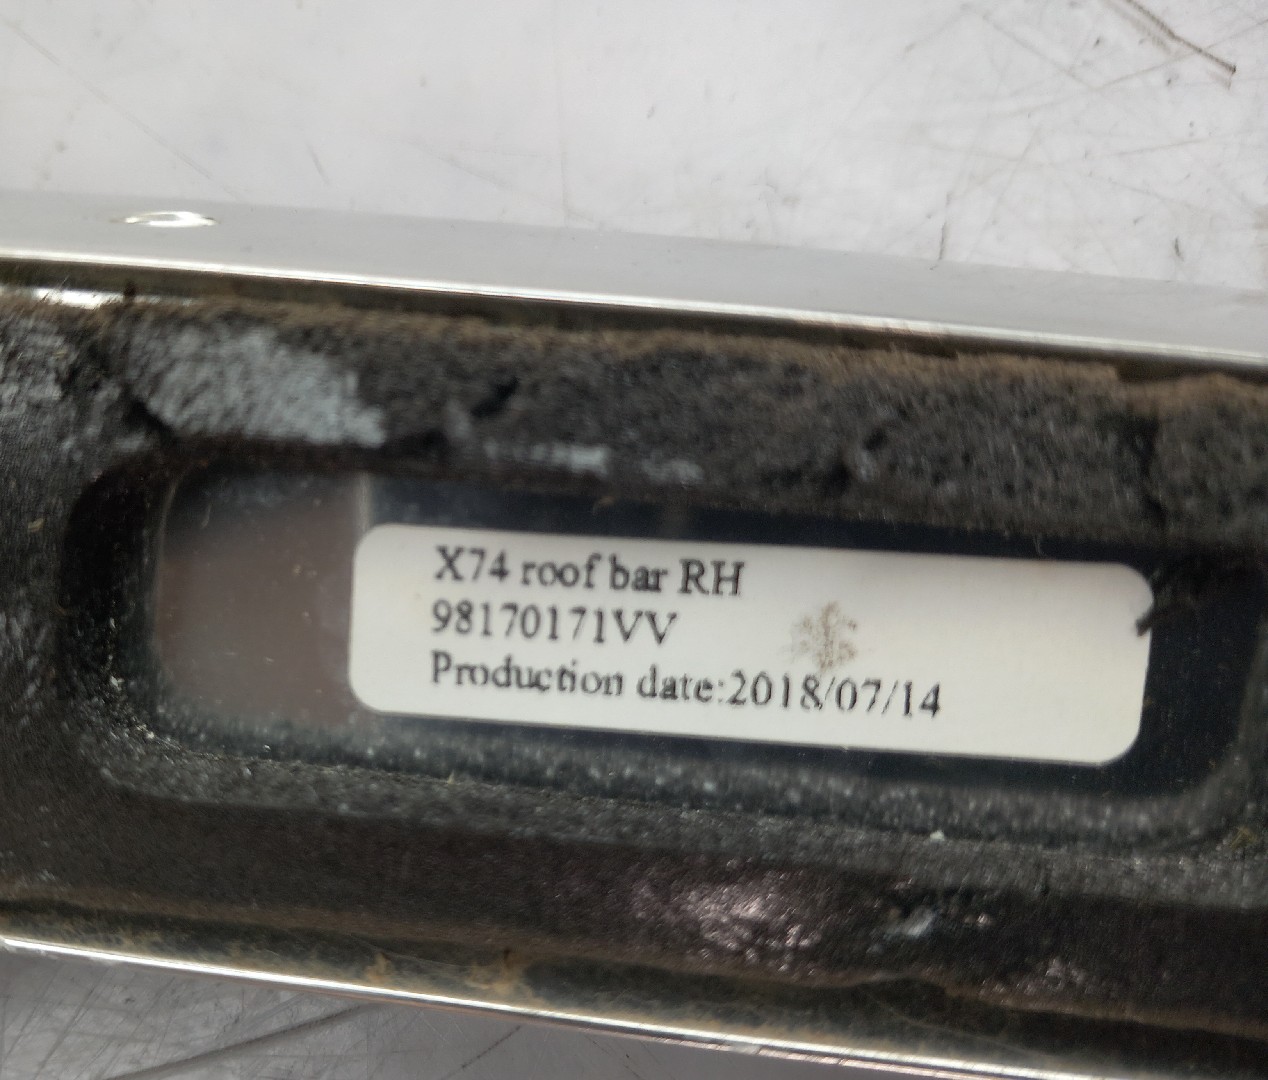 X74 roof bar RH
98170171VV
Production date:2018/07/14